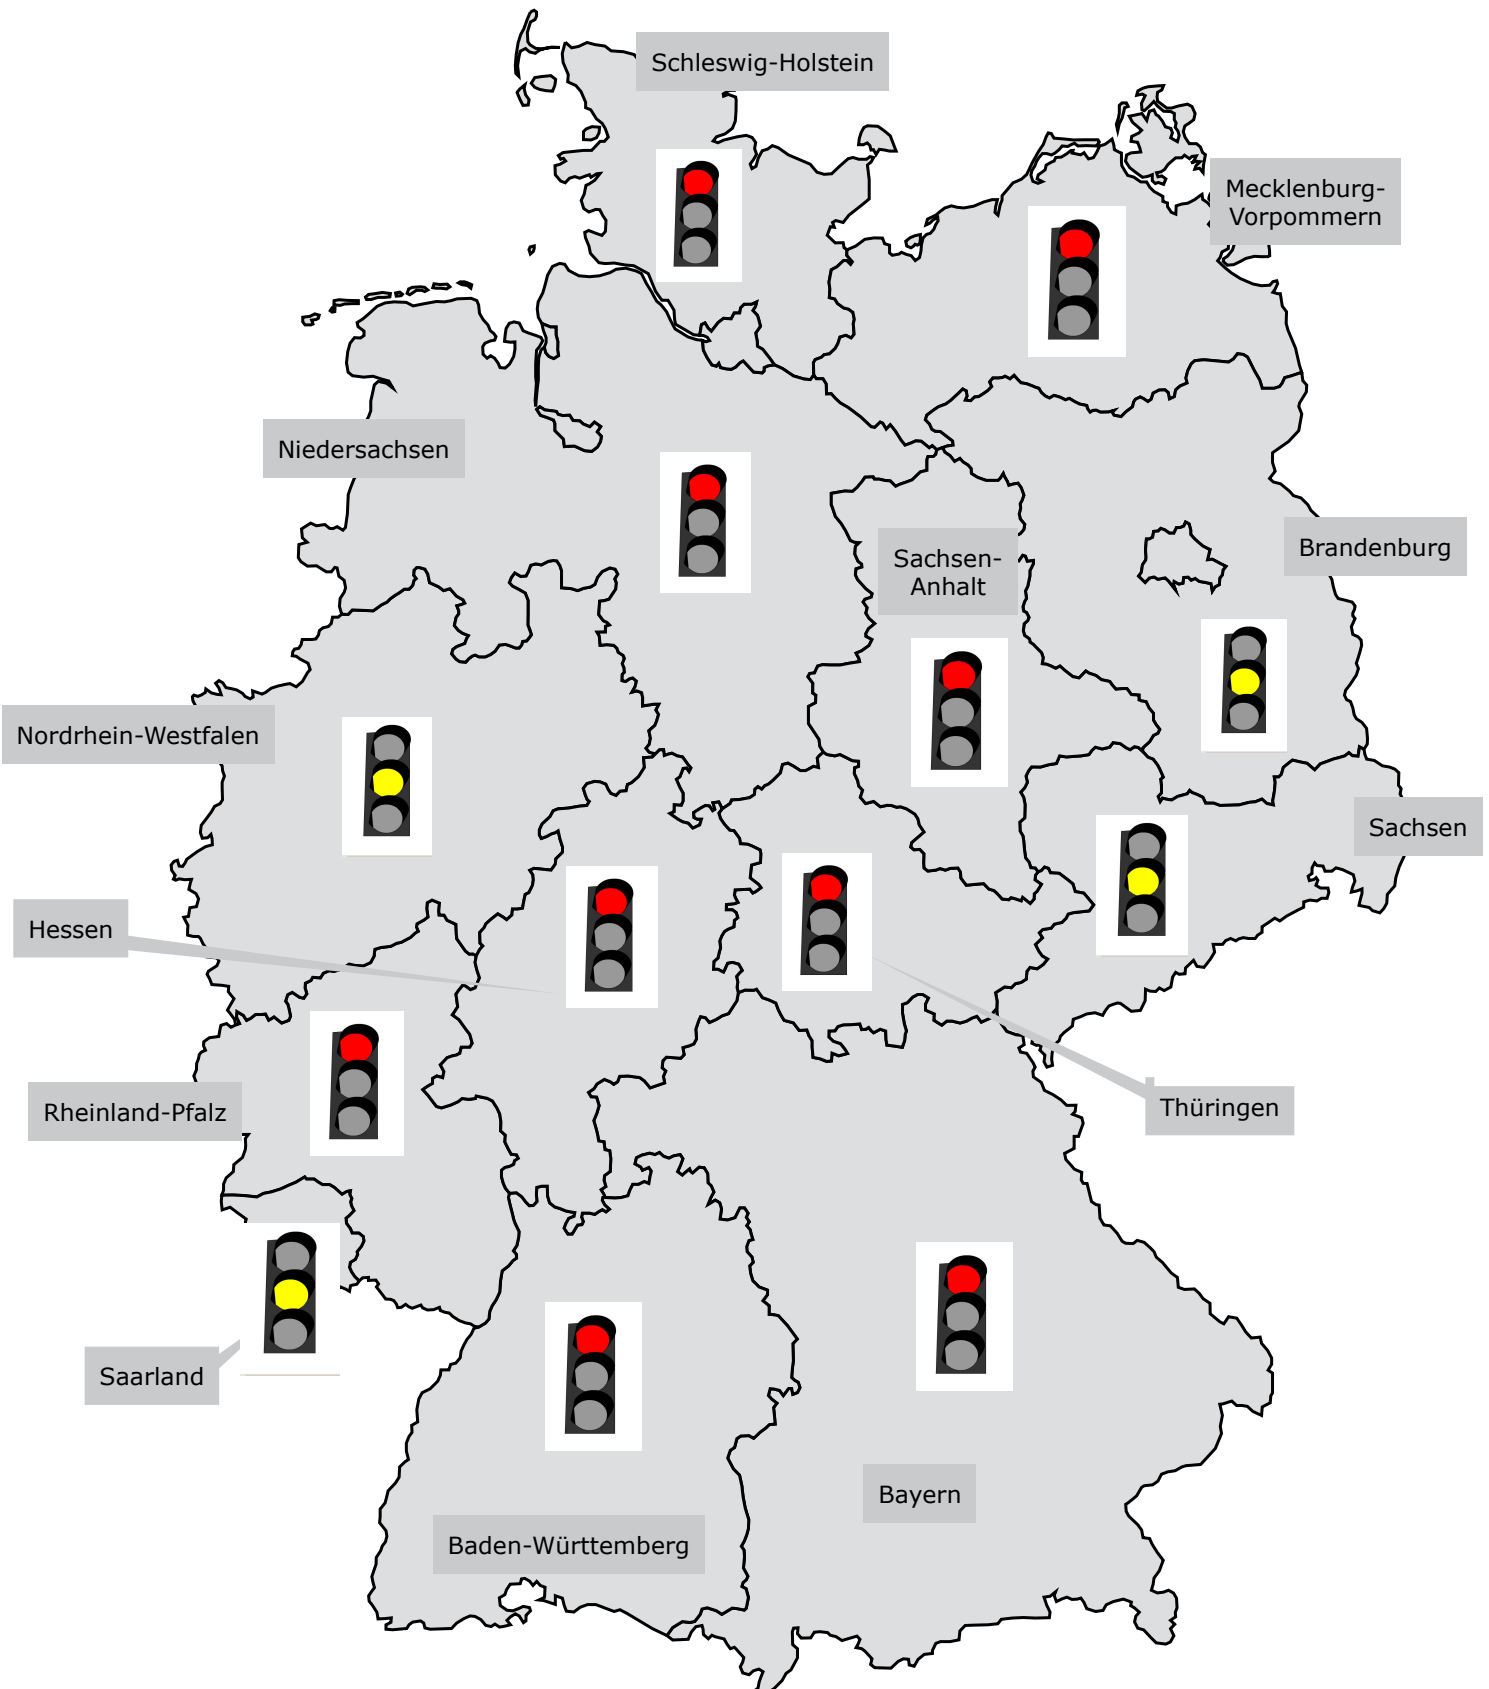 Schleswig-Holstein
Mecklenburg-
Vorpommern
Niedersachsen
Sachsen-
Anhalt
Brandenburg
Nordrhein-Westfalen
Sachsen
Hessen
Rheinland-Pfalz
Thüringen
Saarland
Bayern
Baden-Württemberg